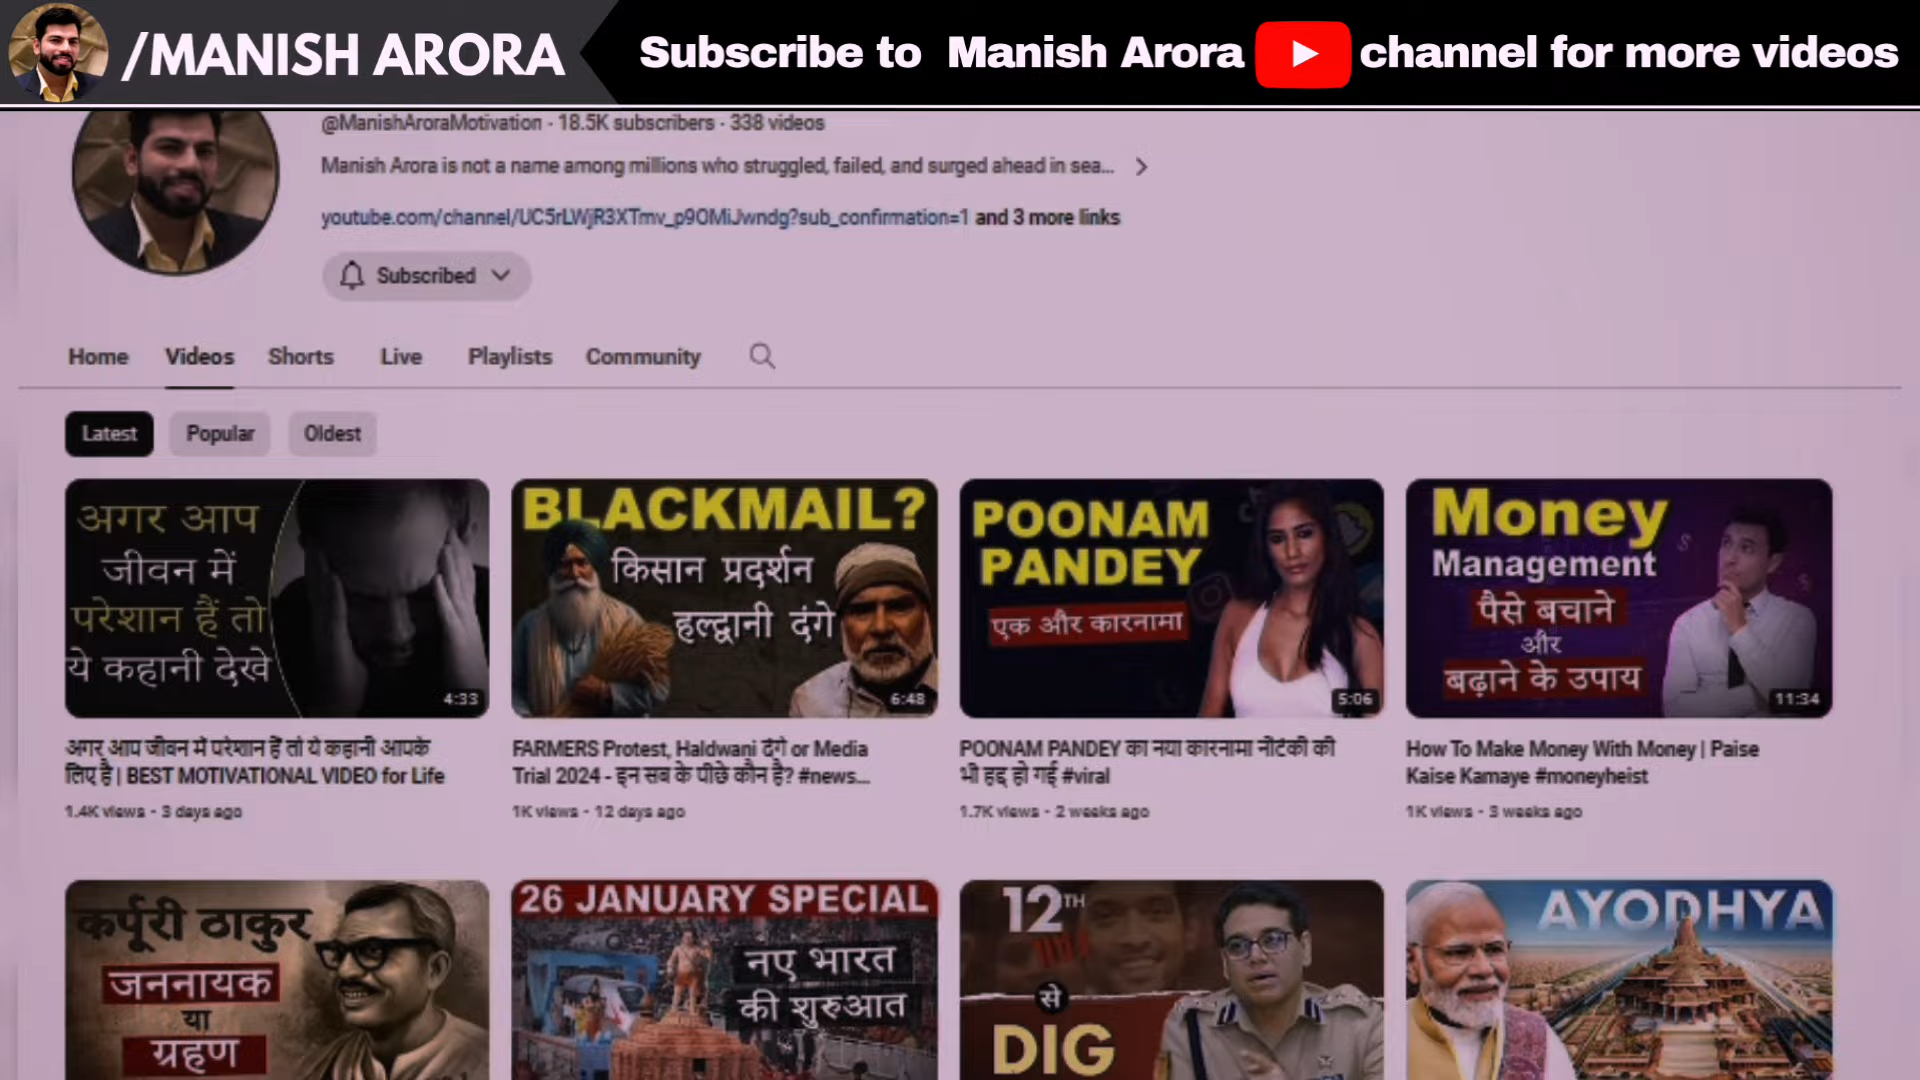 /MANISH ARORA
Subscribe to Manish Arora channel for more videos
@ManishAroraMotivation · 18.5K subscribers · 338 videos
Manish Arora is not a name among millions who struggled, failed, and surged ahead in sea...
youtube.com/channel/UC5rLWjR3XTmv_p9OMiJwndg?sub_confirmation=1 and 3 more links
Subscribed
Home Videos Shorts Live Playlists Community
Latest Popular Oldest
अगर आप
जीवन में
परेशान हैं तो
ये कहानी देखे
4:33
BLACKMAIL?
किसान प्रदर्शन
हल्द्वानी दंगे
6:48
POONAM
PANDEY
एक और कारनामा
5:06
Money
Management
पैसे बचाने
और
बढ़ाने के उपाय
11:34
अगर आप जीवन में परेशान हैं तो ये कहानी आपके
लिए है | BEST MOTIVATIONAL VIDEO for Life
1.4K views · 3 days ago
FARMERS Protest, Haldwani दंगे or Media
Trial 2024 - इन सब के पीछे कौन है? #news...
1K views · 12 days ago
POONAM PANDEY का नया कारनामा नौटंकी की
भी हद्द हो गई #viral
1.7K views · 2 weeks ago
How To Make Money With Money | Paise
Kaise Kamaye #moneyheist
1K views · 3 weeks ago
कर्पूरी ठाकुर
जननायक
या
ग्रहण
26 JANUARY SPECIAL
नए भारत
की शुरुआत
12TH
से
DIG
AYODHYA